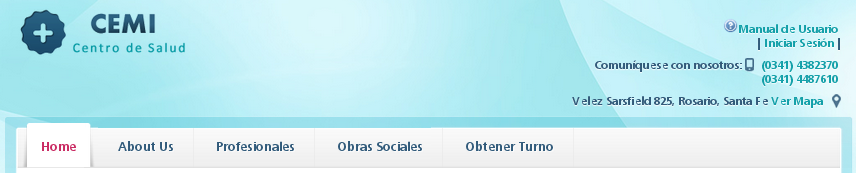 CEMI
Centro de Salud
Manual de Usuario
| Iniciar Sesión |
Comuníquese con nosotros: (0341) 4382370
(0341) 4487610
Velez Sarsfield 825, Rosario, Santa Fe Ver Mapa
Home About Us Profesionales Obras Sociales Obtener Turno